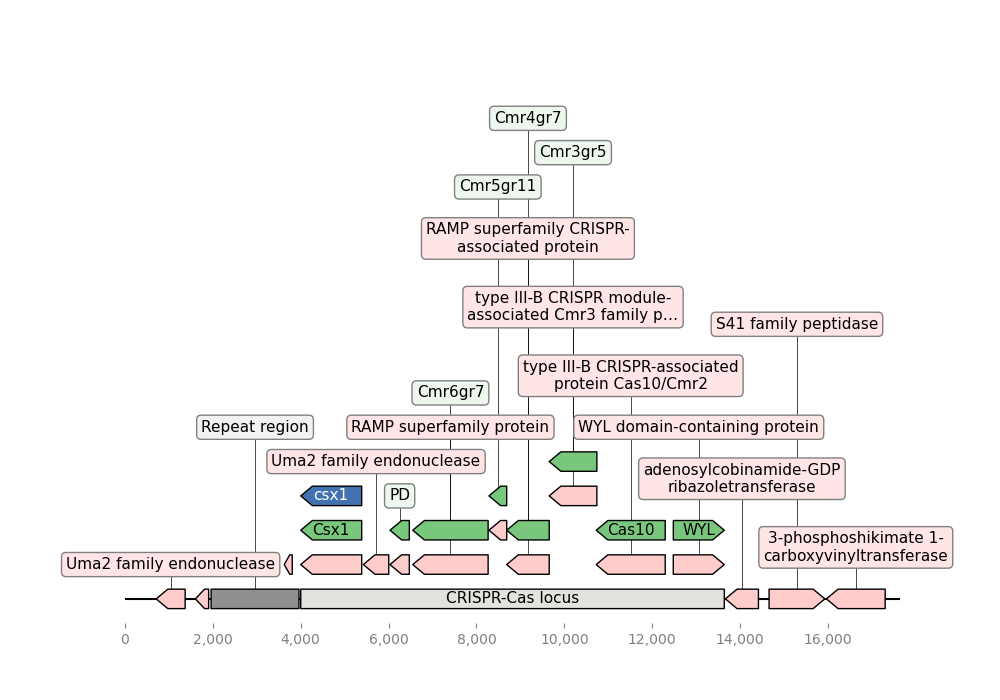 Cmr4gr7
Cmr3gr5
Cmr5gr11
RAMP superfamily CRISPR-
associated protein
type III-B CRISPR module-
associated Cmr3 family p...
S41 family peptidase
type III-B CRISPR-associated
protein Cas10/Cmr2
Cmr6gr7
Repeat region
RAMP superfamily protein
WYL domain-containing protein
Uma2 family endonuclease
adenosylcobinamide-GDP
ribazoletransferase
csx1
PD
Csx1
Cas10
WYL
3-phosphoshikimate 1-
carboxyvinyltransferase
Uma2 family endonuclease
CRISPR-Cas locus
0
2,000
4,000
6,000
8,000
10,000
12,000
14,000
16,000